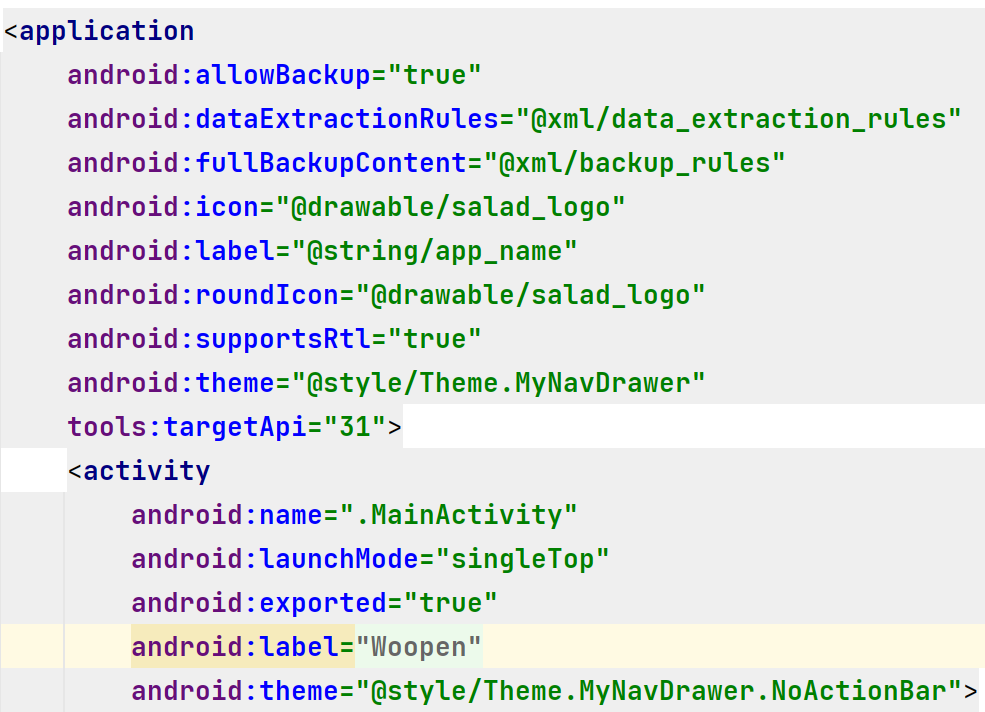 <application
android:allowBackup="true"
android:dataExtractionRules="@xml/data_extraction_rules"
android:fullBackupContent="@xml/backup_rules"
android:icon="@drawable/salad_logo"
android:label="@string/app_name"
android:roundIcon="@drawable/salad_logo"
android:supportsRtl="true"
android:theme="@style/Theme.MyNavDrawer"
tools:targetApi="31">
<activity
android:name=".MainActivity"
android:launchMode="singleTop"
android:exported="true"
android:label="Woopen"
android:theme="@style/Theme.MyNavDrawer.NoActionBar">